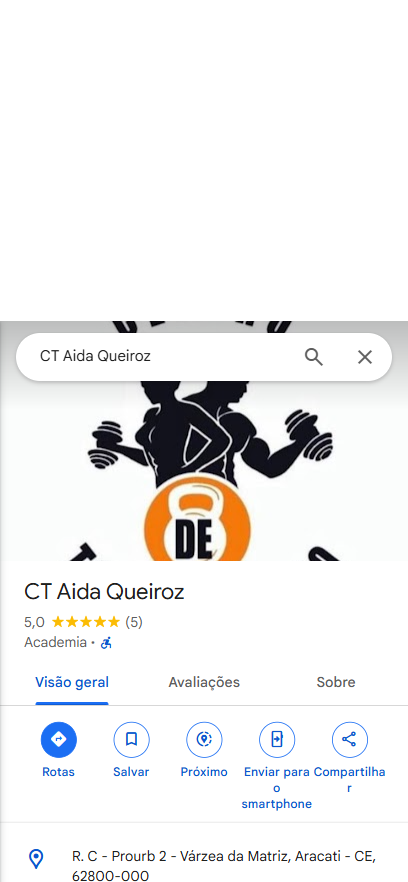 CT Aida Queiroz
DE
CT Aida Queiroz
5,0 (5)
Academia ·
Visão geral Avaliações Sobre
Rotas Salvar Próximo Enviar para o smartphone Compartilhar
R. C - Prourb 2 - Várzea da Matriz, Aracati - CE,
62800-000